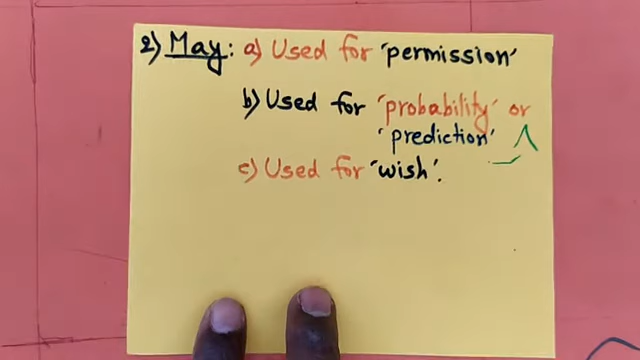 2) May: a) Used for 'permission'
b) Used for 'probability' or
'prediction'
c) Used for 'wish'.